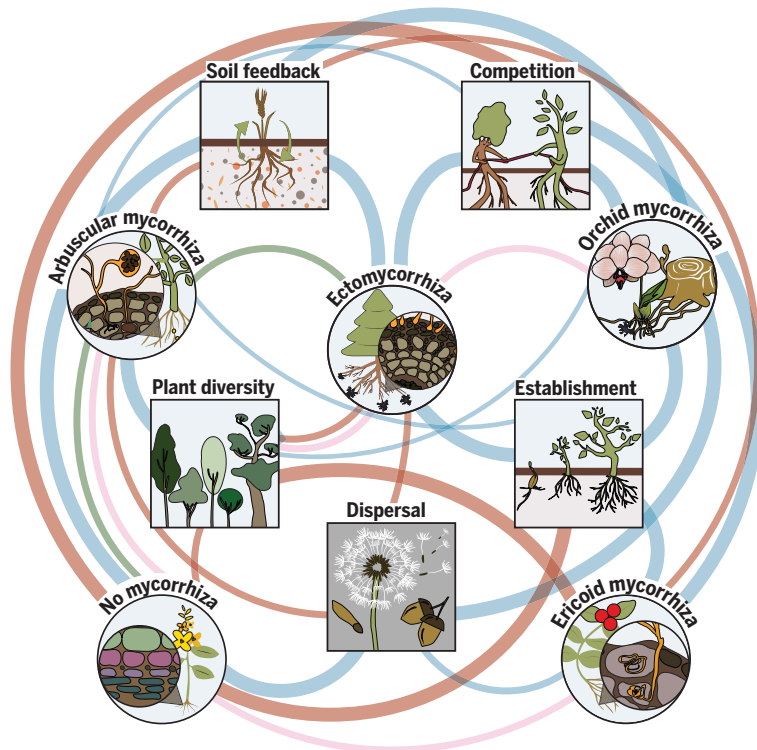 Soil feedback
Competition
Arbuscular mycorrhiza
Orchid mycorrhiza
Ectomycorrhiza
Plant diversity
Establishment
Dispersal
No mycorrhiza
Ericoid mycorrhiza